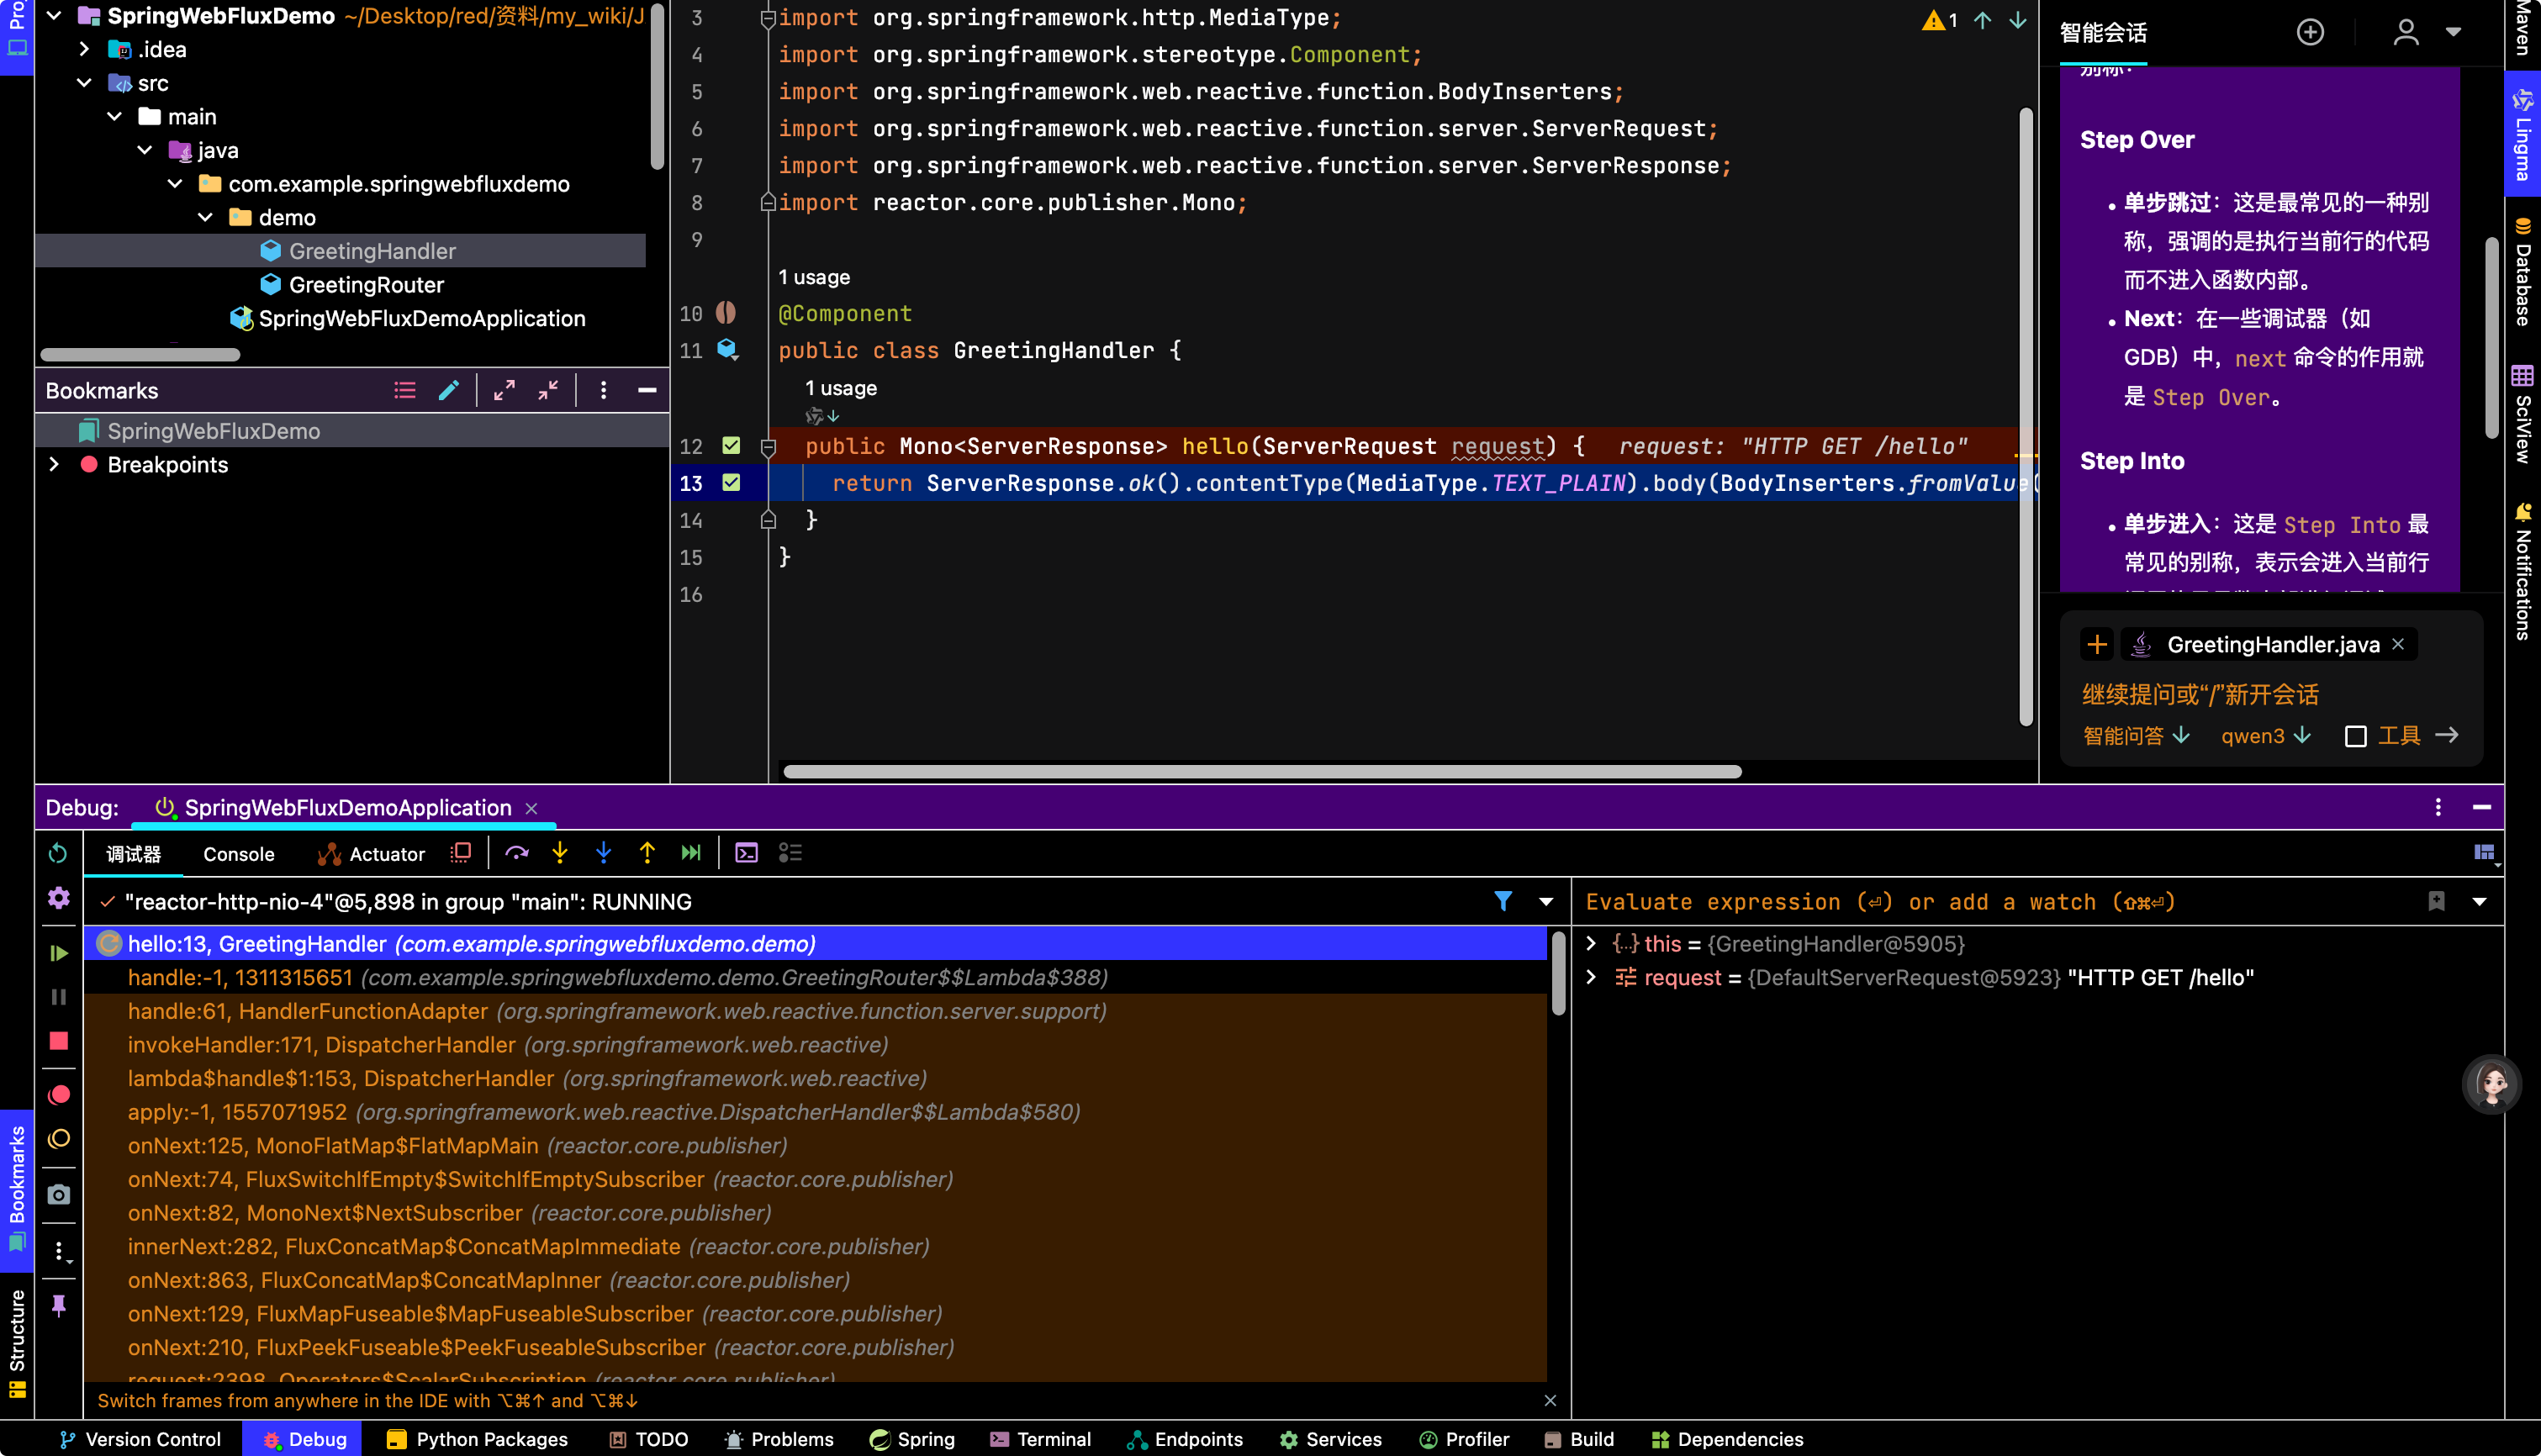 Pro
SpringWebFluxDemo ~/Desktop/red/资料/my_wiki/J
.idea
src
main
java
com.example.springwebfluxdemo
demo
GreetingHandler
GreetingRouter
SpringWebFluxDemoApplication
Bookmarks
SpringWebFluxDemo
Breakpoints
3 import org.springframework.http.MediaType;
4 import org.springframework.stereotype.Component;
5 import org.springframework.web.reactive.function.BodyInserters;
6 import org.springframework.web.reactive.function.server.ServerRequest;
7 import org.springframework.web.reactive.function.server.ServerResponse;
8 import reactor.core.publisher.Mono;
9
1 usage
10 @Component
11 public class GreetingHandler {
1 usage
12 public Mono<ServerResponse> hello(ServerRequest request) { request: "HTTP GET /hello"
13 return ServerResponse.ok().contentType(MediaType.TEXT_PLAIN).body(BodyInserters.fromValue(
14 }
15 }
16
1
智能会话
别称：
Step Over
单步跳过：这是最常见的一种别
称，强调的是执行当前行的代码
而不进入函数内部。
Next：在一些调试器（如
GDB）中，next 命令的作用就
是 Step Over。
Step Into
单步进入：这是 Step Into 最
常见的别称，表示会进入当前行
GreetingHandler.java
继续提问或“/”新开会话
智能问答 qwen3 工具
Maven
Lingma
Database
SciView
Notifications
Debug: SpringWebFluxDemoApplication
调试器 Console Actuator
"reactor-http-nio-4"@5,898 in group "main": RUNNING
hello:13, GreetingHandler (com.example.springwebfluxdemo.demo)
handle:-1, 1311315651 (com.example.springwebfluxdemo.demo.GreetingRouter$$Lambda$388)
handle:61, HandlerFunctionAdapter (org.springframework.web.reactive.function.server.support)
invokeHandler:171, DispatcherHandler (org.springframework.web.reactive)
lambda$handle$1:153, DispatcherHandler (org.springframework.web.reactive)
apply:-1, 1557071952 (org.springframework.web.reactive.DispatcherHandler$$Lambda$580)
onNext:125, MonoFlatMap$FlatMapMain (reactor.core.publisher)
onNext:74, FluxSwitchIfEmpty$SwitchIfEmptySubscriber (reactor.core.publisher)
onNext:82, MonoNext$NextSubscriber (reactor.core.publisher)
innerNext:282, FluxConcatMap$ConcatMapImmediate (reactor.core.publisher)
onNext:863, FluxConcatMap$ConcatMapInner (reactor.core.publisher)
onNext:129, FluxMapFuseable$MapFuseableSubscriber (reactor.core.publisher)
onNext:210, FluxPeekFuseable$PeekFuseableSubscriber (reactor.core.publisher)
request:2398, Operators$ScalarSubscription (reactor.core.publisher)
Switch frames from anywhere in the IDE with ⌥⌘↑ and ⌥⌘↓
Evaluate expression (⏎) or add a watch (⇧⌘⏎)
this = {GreetingHandler@5905}
request = {DefaultServerRequest@5923} "HTTP GET /hello"
Bookmarks
Structure
Version Control Debug Python Packages TODO Problems Spring Terminal Endpoints Services Profiler Build Dependencies